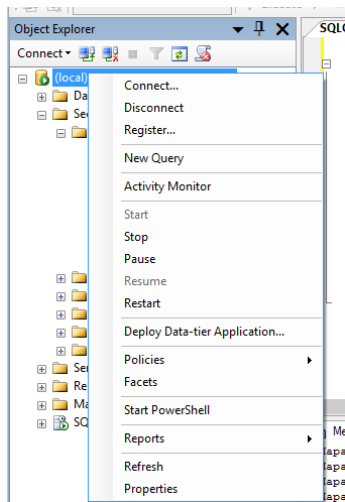 Object Explorer
SQLC
Connect
(local)
Connect...
Da
Disconnect
Sec
Register...
New Query
Activity Monitor
Start
Stop
Pause
Resume
Restart
Deploy Data-tier Application...
Policies
Ser
Facets
Re
Ma
Start PowerShell
SQ
Me
Reports
Refresh
Properties